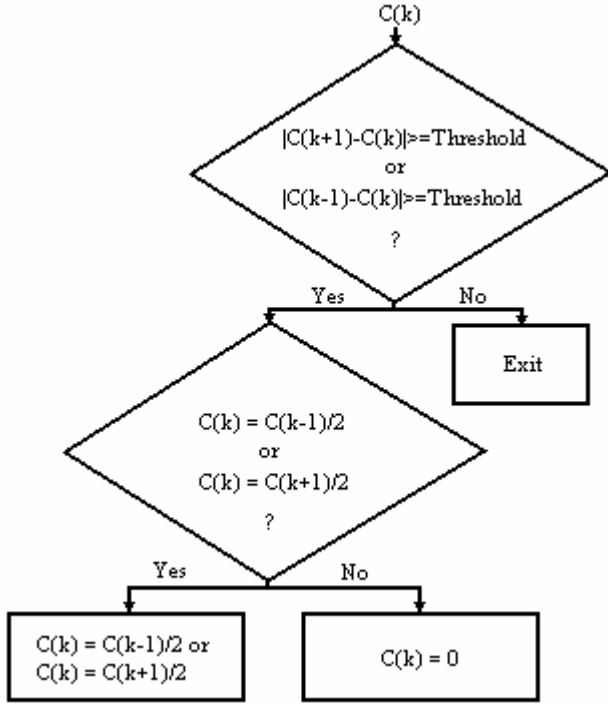 C(k)
|C(k+1)-C(k)|>=Threshold
or
|C(k-1)-C(k)|>=Threshold
?
Yes
No
Exit
C(k) = C(k-1)/2
or
C(k) = C(k+1)/2
?
Yes
No
C(k) = C(k-1)/2 or
C(k) = C(k+1)/2
C(k) = 0